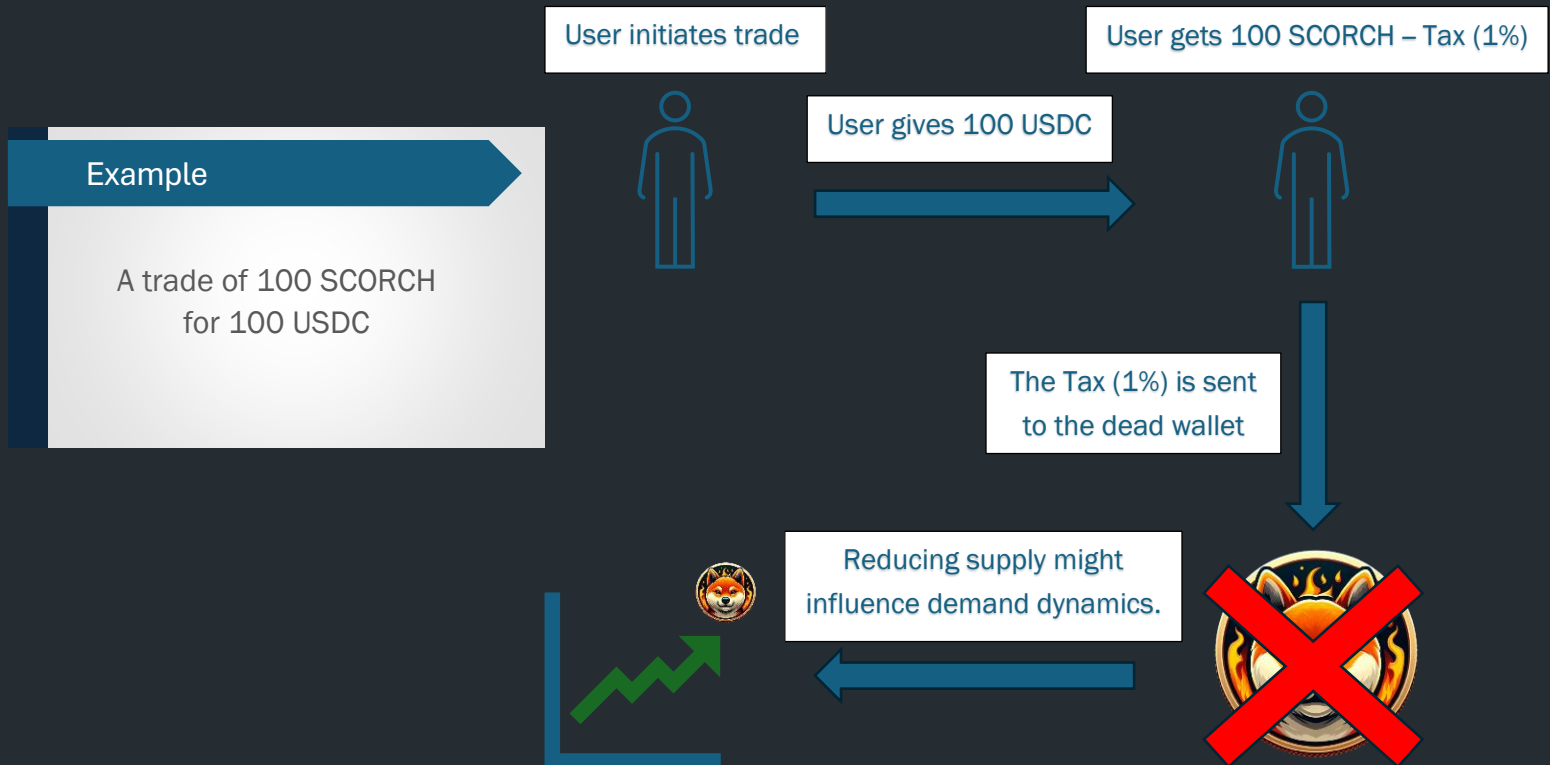 Example
A trade of 100 SCORCH
for 100 USDC
User initiates trade
User gives 100 USDC
User gets 100 SCORCH – Tax (1%)
The Tax (1%) is sent
to the dead wallet
Reducing supply might
influence demand dynamics.